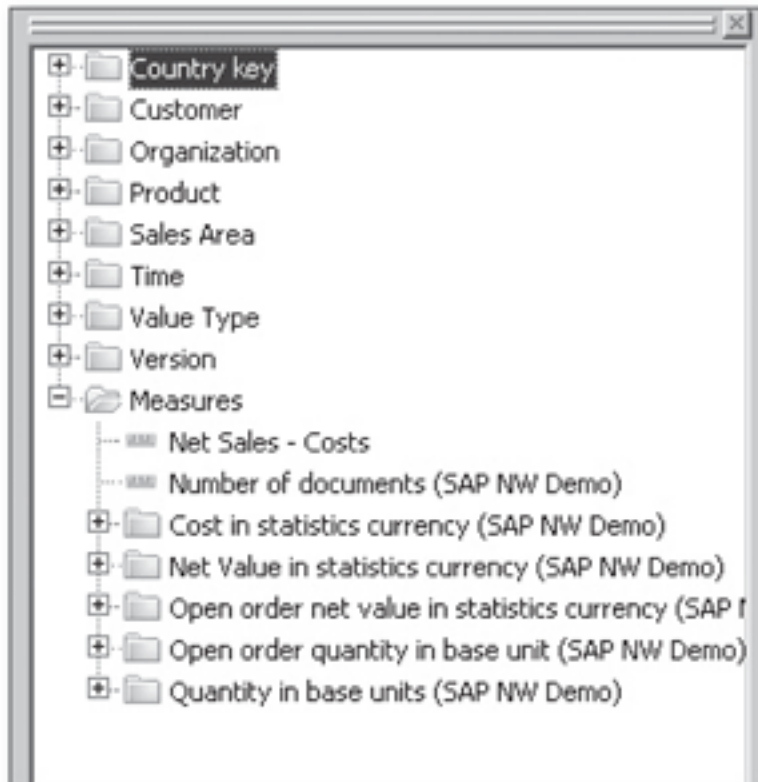 Country key
Customer
Organization
Product
Sales Area
Time
Value Type
Version
Measures
Net Sales - Costs
Number of documents (SAP NW Demo)
Cost in statistics currency (SAP NW Demo)
Net Value in statistics currency (SAP NW Demo)
Open order net value in statistics currency (SAP
Open order quantity in base unit (SAP NW Demo)
Quantity in base units (SAP NW Demo)